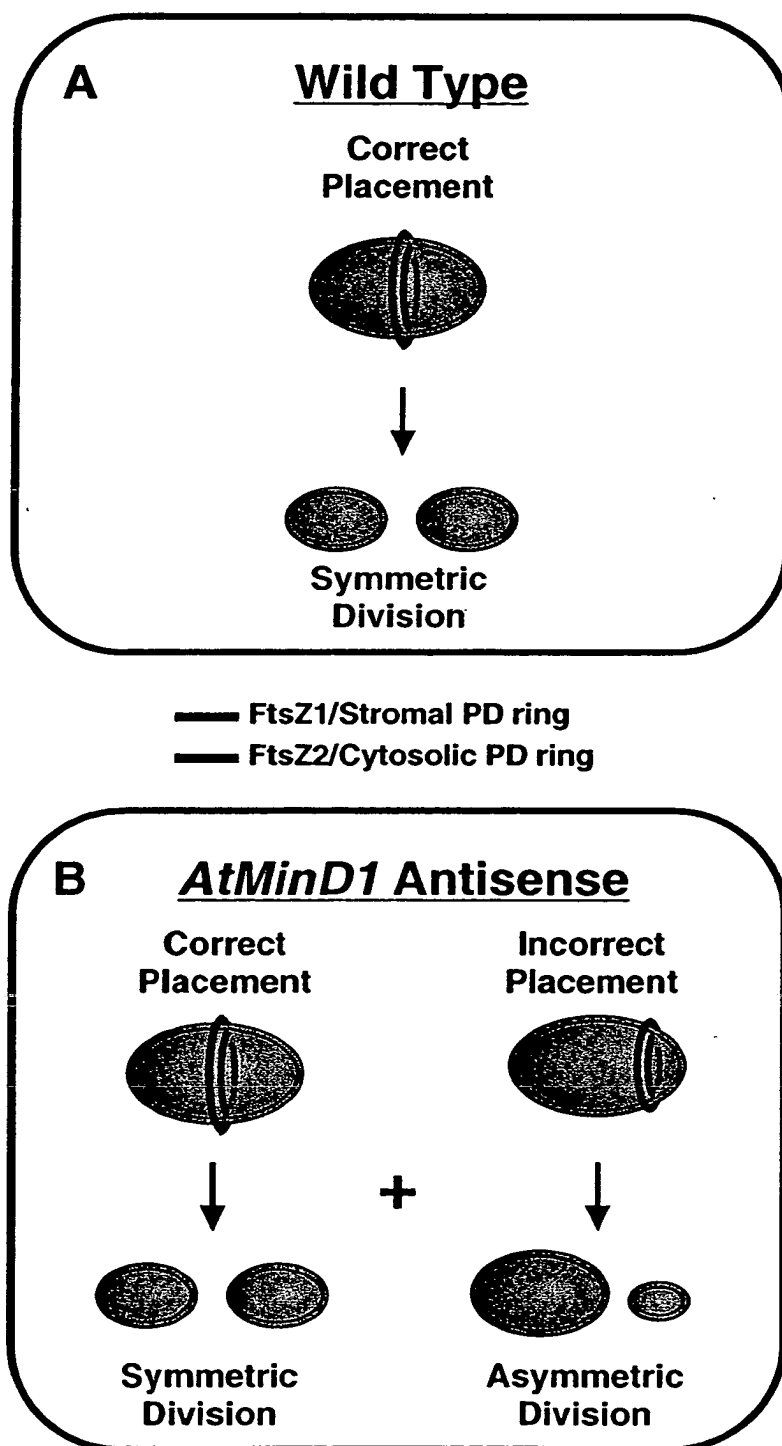 A
Wild Type
Correct
Placement
Symmetric
Division
FtsZ1/Stromal PD ring
FtsZ2/Cytosolic PD ring
B
AtMinD1 Antisense
Correct
Placement
Incorrect
Placement
+
Symmetric
Division
Asymmetric
Division